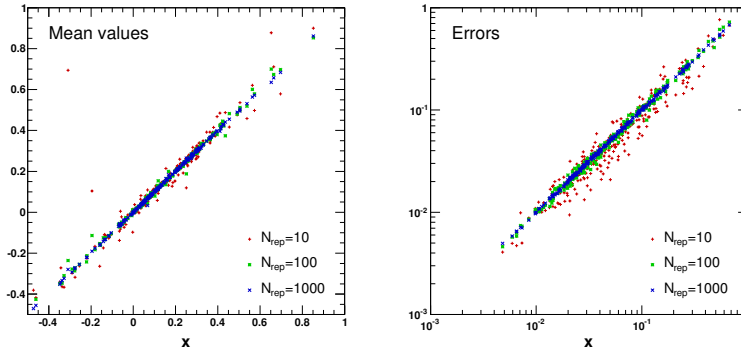 Mean values
1
0.8
0.6
0.4
0.2
0
-0.2
-0.4
N_rep=10
N_rep=100
N_rep=1000
-0.4 -0.2 0 0.2 0.4 0.6 0.8 1
x
Errors
1
10⁻¹
10⁻²
10⁻³
N_rep=10
N_rep=100
N_rep=1000
10⁻³ 10⁻² 10⁻¹
x